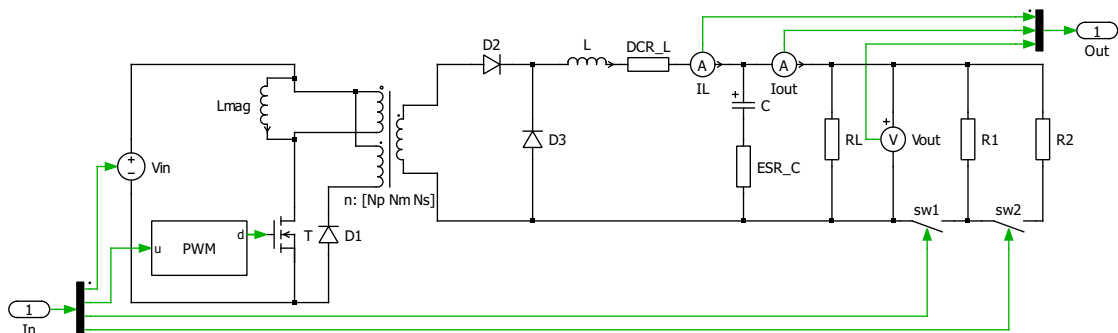 D2
L
DCR_L
1
Out
A
IL
A
Iout
Lmag
+
C
D3
RL
+
V
Vout
R1
R2
+
−
Vin
ESR_C
n: [Np Nm Ns]
sw1
sw2
u
PWM
d
T
D1
1
In